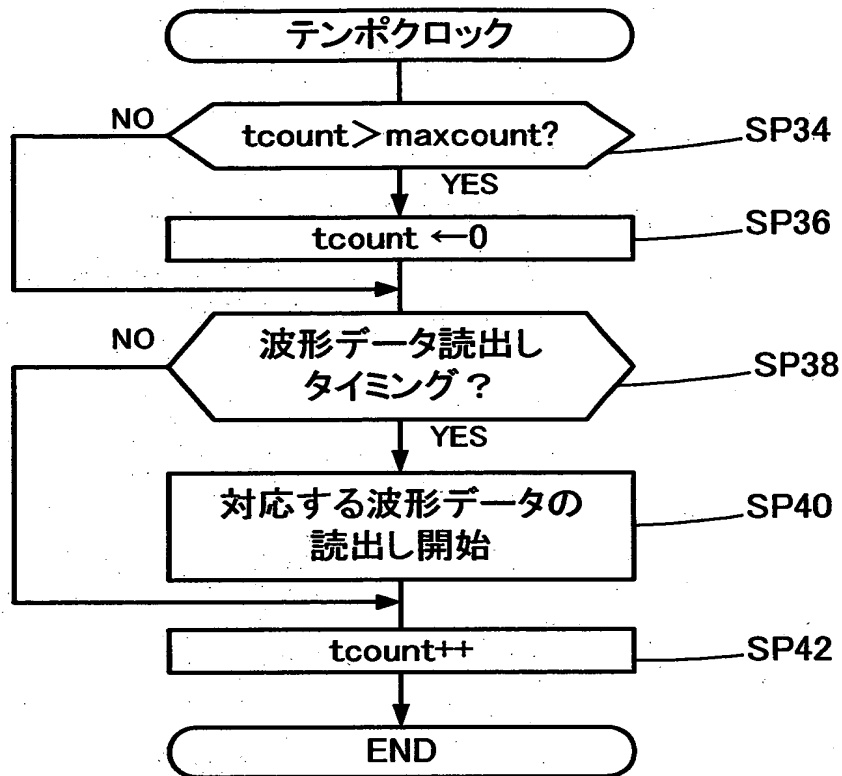 テンポクロック
NO
tcount>maxcount?
SP34
YES
tcount ←0
SP36
NO
波形データ読出し
タイミング?
SP38
YES
対応する波形データの
読出し開始
SP40
tcount++
SP42
END